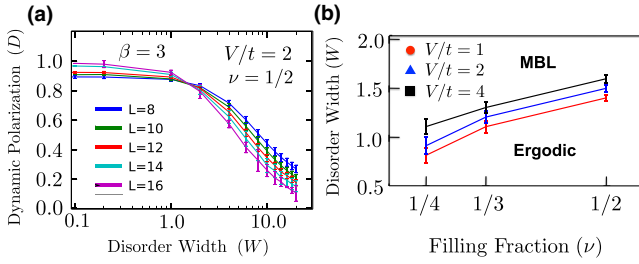 (a)
β = 3
V/t = 2
ν = 1/2
L=8
L=10
L=12
L=14
L=16
Dynamic Polarization (D)
1.0
0.8
0.6
0.4
0.2
0.0
0.1
1.0
10.0
Disorder Width (W)
(b)
V/t = 1
V/t = 2
V/t = 4
MBL
Ergodic
Disorder Width (W)
2.0
1.5
1.0
0.5
1/4
1/3
1/2
Filling Fraction (ν)